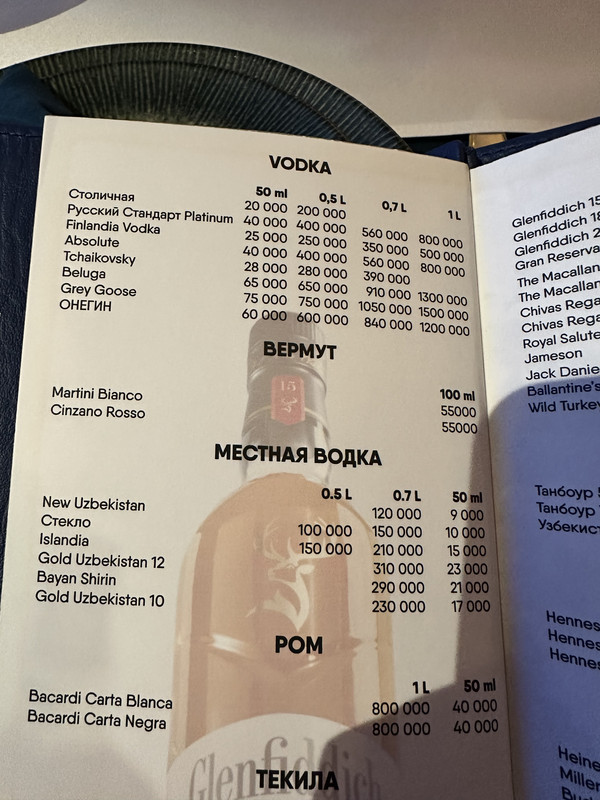 VODKA
50 ml 0,5 L 0,7 L 1 L
Столичная 20 000 200 000
Русский Стандарт Platinum 40 000 400 000 560 000 800 000
Finlandia Vodka 25 000 250 000 350 000 500 000
Absolute 40 000 400 000 560 000 800 000
Tchaikovsky 28 000 280 000 390 000
Beluga 65 000 650 000 910 000 1300 000
Grey Goose 75 000 750 000 1050 000 1500 000
ОНЕГИН 60 000 600 000 840 000 1200 000
ВЕРМУТ
100 ml
Martini Bianco 55000
Cinzano Rosso 55000
МЕСТНАЯ ВОДКА
0.5 L 0.7 L 50 ml
New Uzbekistan 120 000 9 000
Стекло 100 000 150 000 10 000
Islandia 150 000 210 000 15 000
Gold Uzbekistan 12 310 000 23 000
Bayan Shirin 290 000 21 000
Gold Uzbekistan 10 230 000 17 000
РОМ
1 L 50 ml
Bacardi Carta Blanca 800 000 40 000
Bacardi Carta Negra 800 000 40 000
15
Glenfiddich
ТЕКИЛА
Glenfiddich 15
Glenfiddich 18
Glenfiddich 2
Gran Reserva
The Macallan
The Macallan
Chivas Rega
Chivas Rega
Royal Salute
Jameson
Jack Danie
Ballantine's
Wild Turkey
Танбоур
Танбоур
Узбекист
Hennes
Hennes
Hennes
Heine
Miller